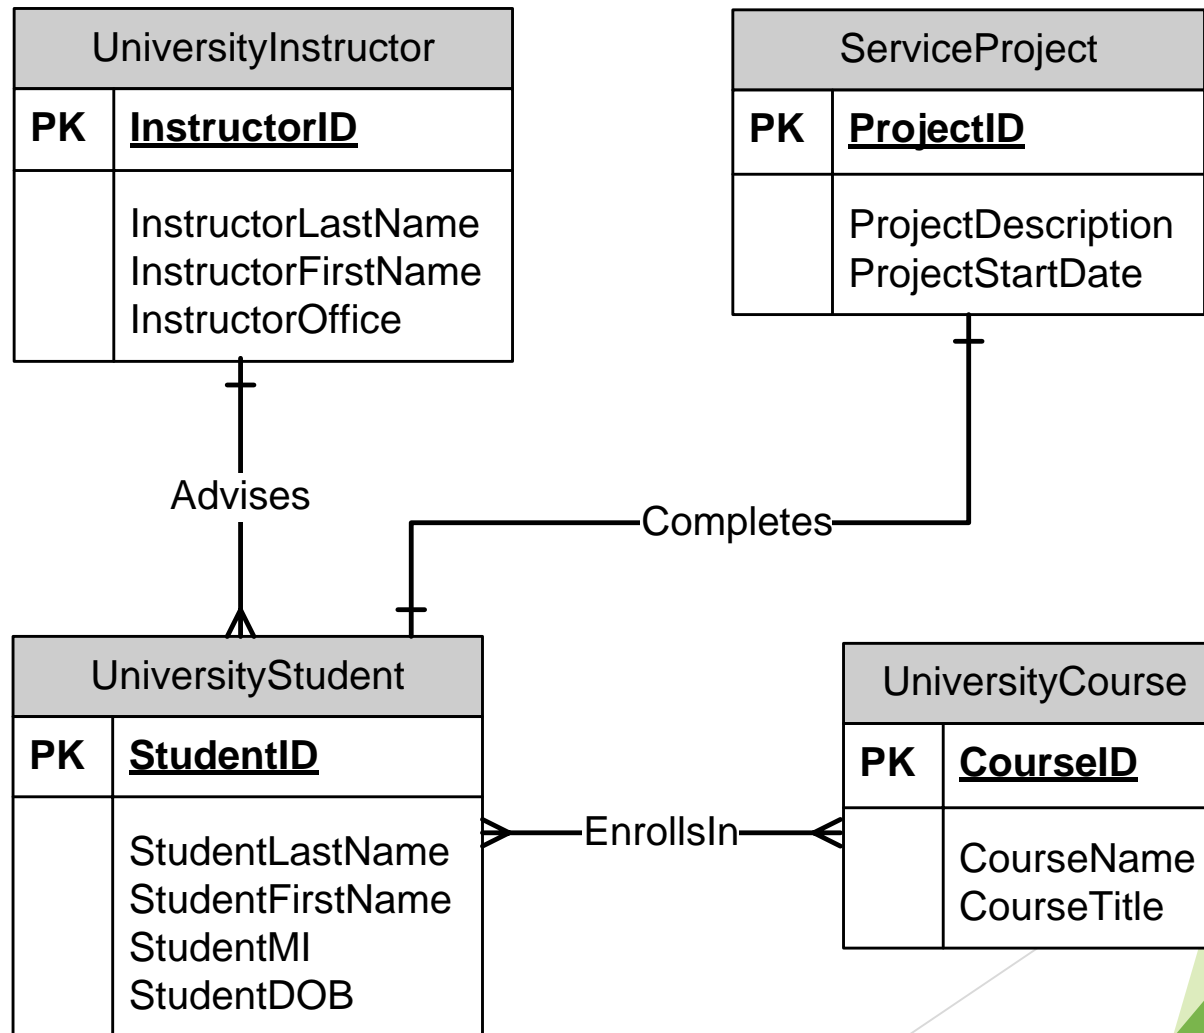 UniversityInstructor
PK InstructorID
InstructorLastName
InstructorFirstName
InstructorOffice
ServiceProject
PK ProjectID
ProjectDescription
ProjectStartDate
Advises
Completes
UniversityStudent
PK StudentID
StudentLastName
StudentFirstName
StudentMI
StudentDOB
EnrollsIn
UniversityCourse
PK CourseID
CourseName
CourseTitle